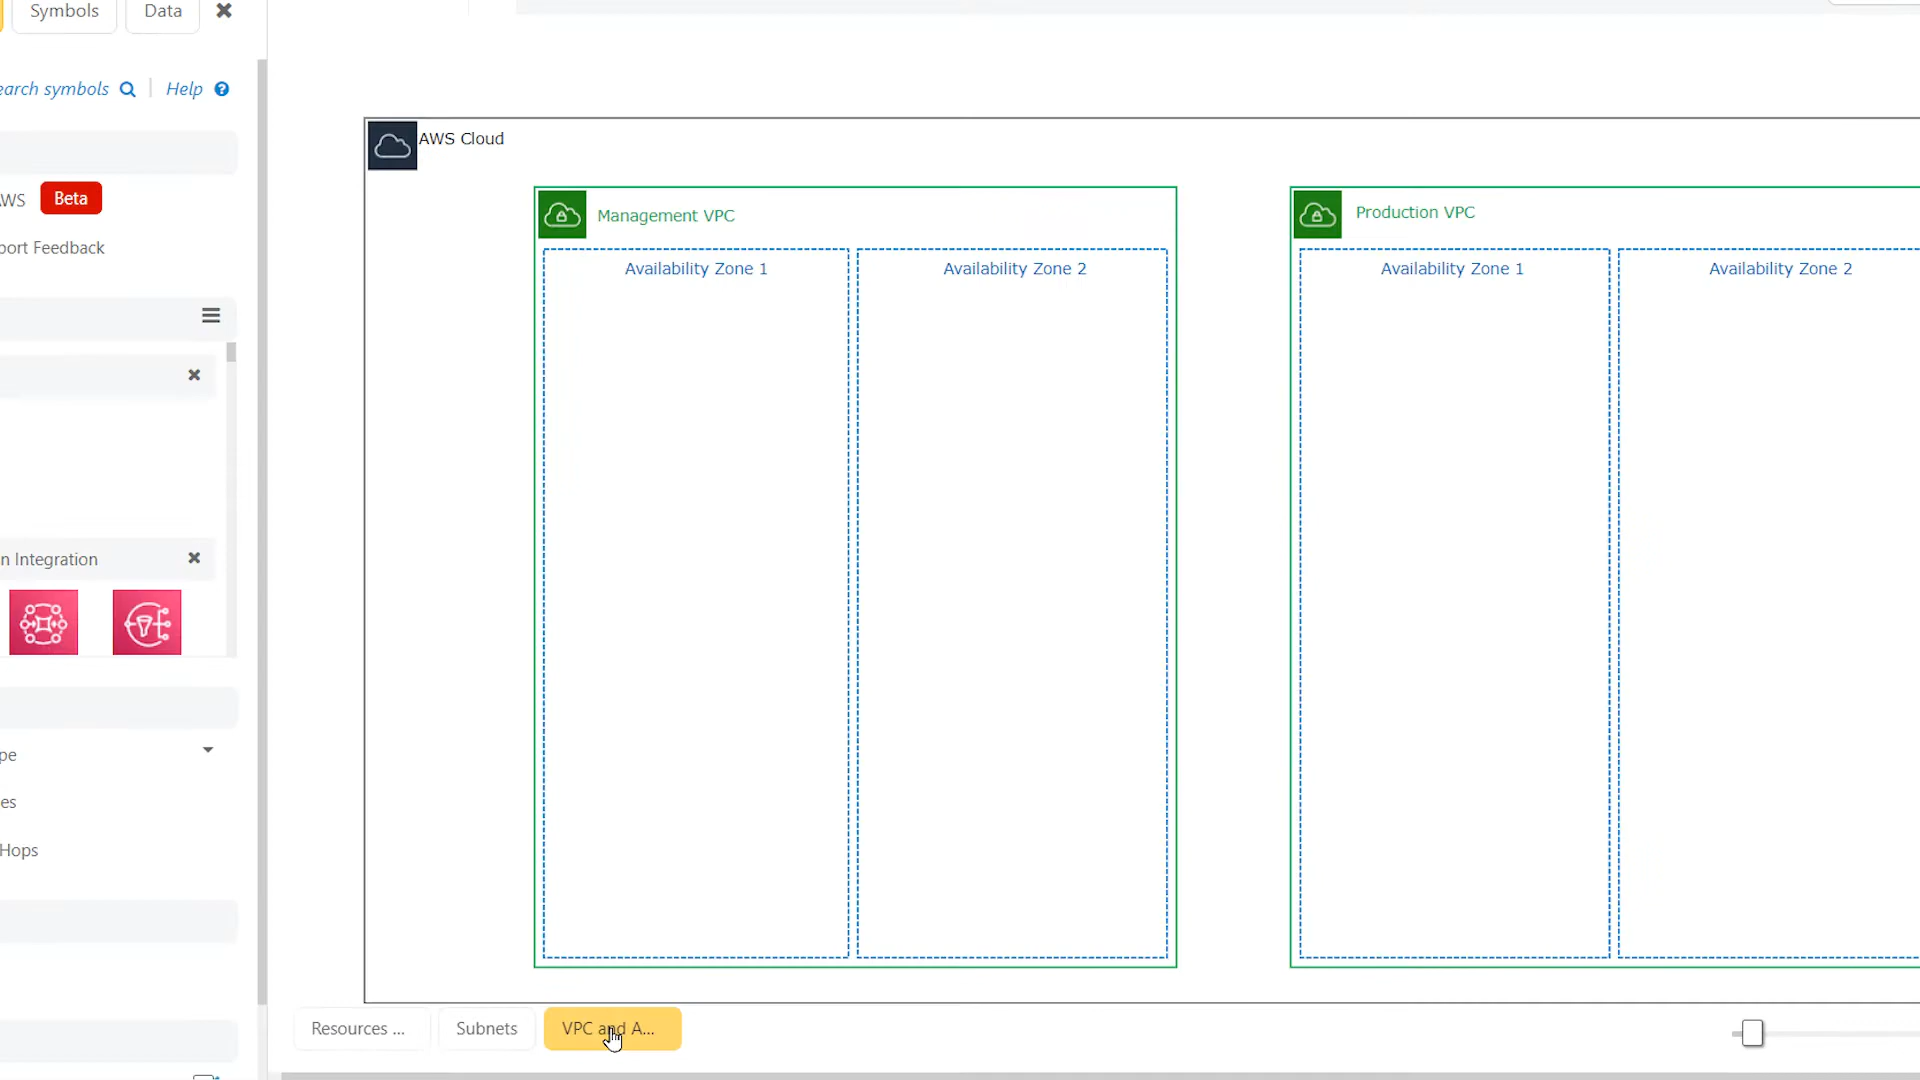 Symbols
Data
earch symbols
Help
WS
Beta
port Feedback
n Integration
pe
es
Hops
AWS Cloud
Management VPC
Availability Zone 1
Availability Zone 2
Production VPC
Availability Zone 1
Availability Zone 2
Resources ...
Subnets
VPC and A...